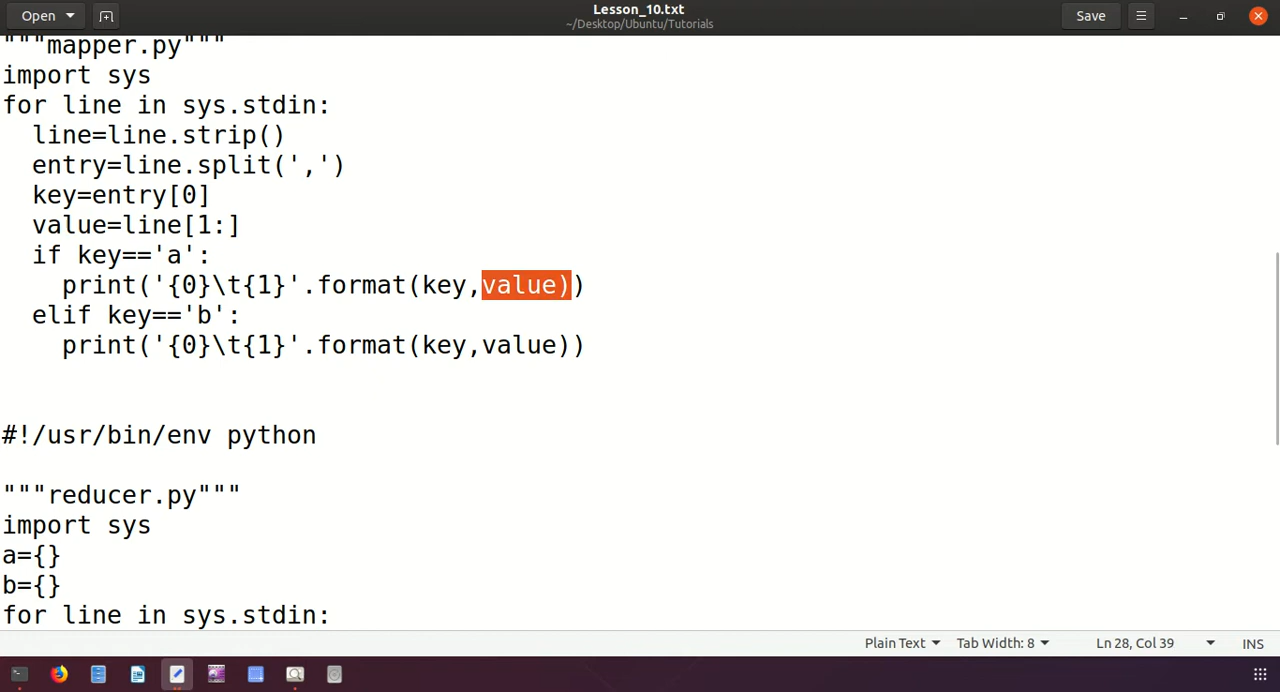 Open
Lesson_10.txt
~/Desktop/Ubuntu/Tutorials
Save
"""mapper.py"""
import sys
for line in sys.stdin:
  line=line.strip()
  entry=line.split(',')
  key=entry[0]
  value=line[1:]
  if key=='a':
    print('{0}\t{1}'.format(key,value))
  elif key=='b':
    print('{0}\t{1}'.format(key,value))
#!/usr/bin/env python
"""reducer.py"""
import sys
a={}
b={}
for line in sys.stdin:
Plain Text Tab Width: 8 Ln 28, Col 39 INS